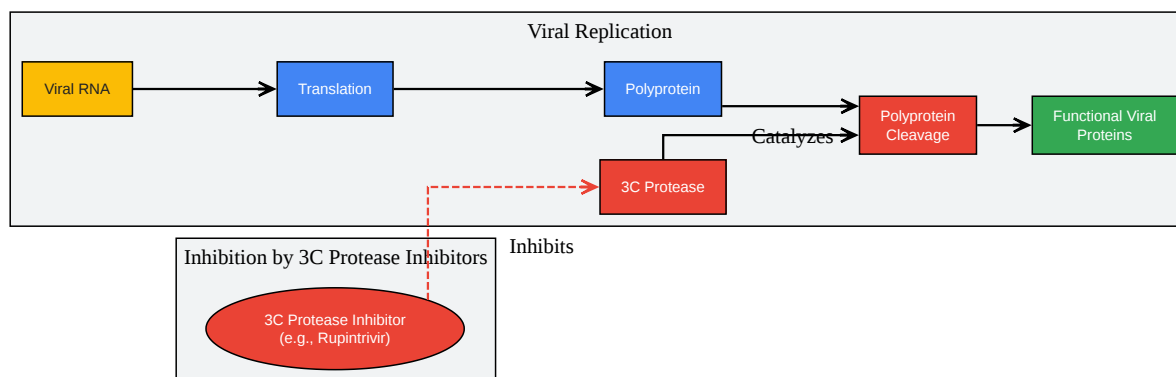 Viral Replication
Viral RNA
Translation
Polyprotein
Polyprotein
Cleavage
Functional Viral
Proteins
Catalyzes
3C Protease
Inhibits
Inhibition by 3C Protease Inhibitors
3C Protease Inhibitor
(e.g., Rupintrivir)